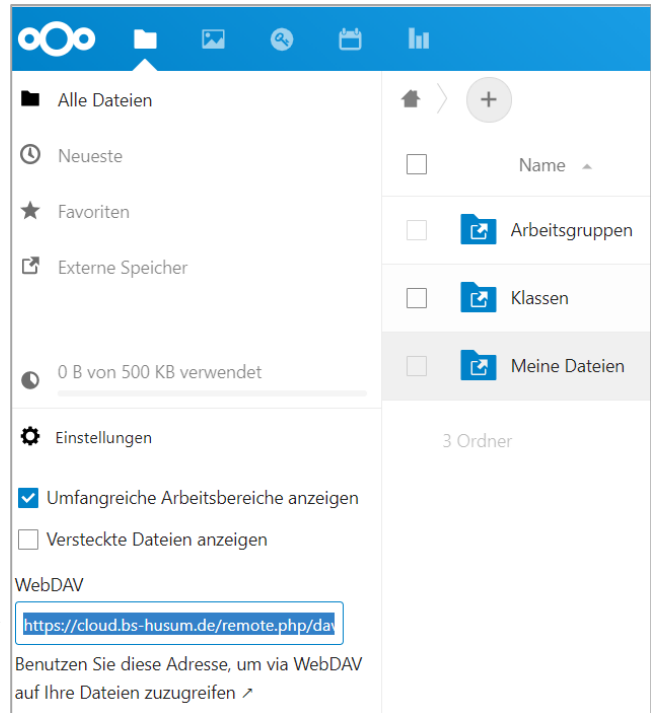 Alle Dateien
Neueste
Favoriten
Externe Speicher
0 B von 500 KB verwendet
Einstellungen
Umfangreiche Arbeitsbereiche anzeigen
Versteckte Dateien anzeigen
WebDAV
https://cloud.bs-husum.de/remote.php/dav
Benutzen Sie diese Adresse, um via WebDAV
auf Ihre Dateien zuzugreifen ↗
Name
Arbeitsgruppen
Klassen
Meine Dateien
3 Ordner